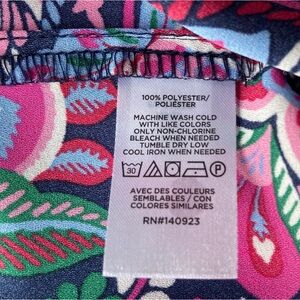 100% POLYESTER/
POLIÉSTER
MACHINE WASH COLD
WITH LIKE COLORS
ONLY NON-CHLORINE
BLEACH WHEN NEEDED
TUMBLE DRY LOW
COOL IRON WHEN NEEDED
30 P
AVEC DES COULEURS
SEMBLABLES / CON
COLORES SIMILARES
RN#140923